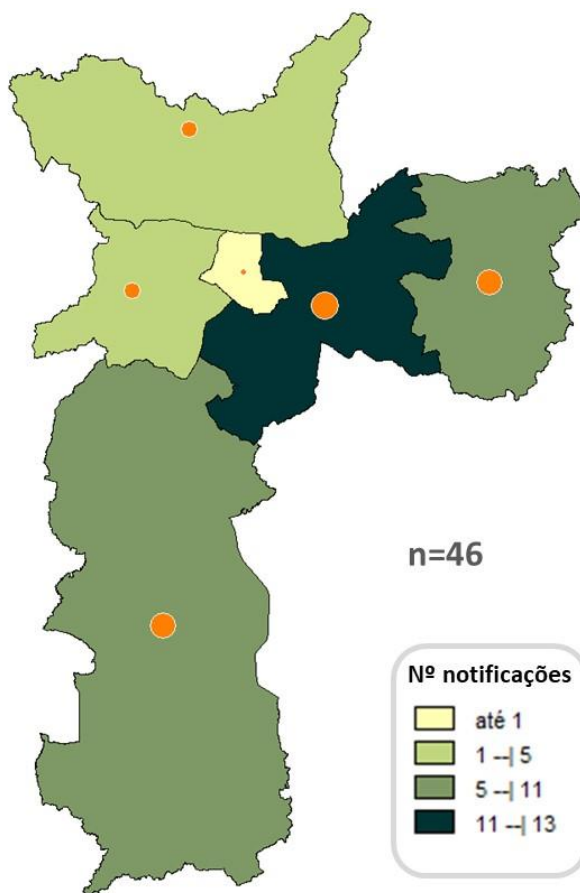 n=46
Nº notificações
até 1
1 --| 5
5 --| 11
11 --| 13